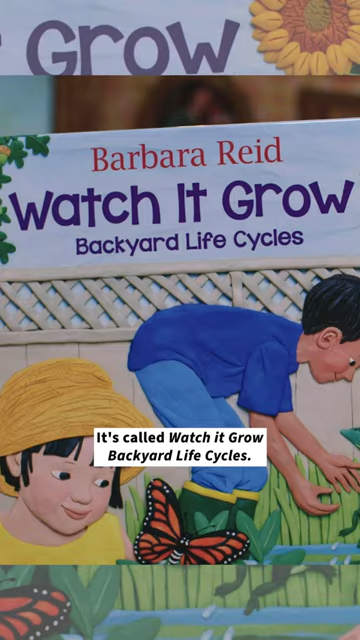 Grow
Barbara Reid
Watch It Grow
Backyard Life Cycles
It's called Watch it Grow
Backyard Life Cycles.